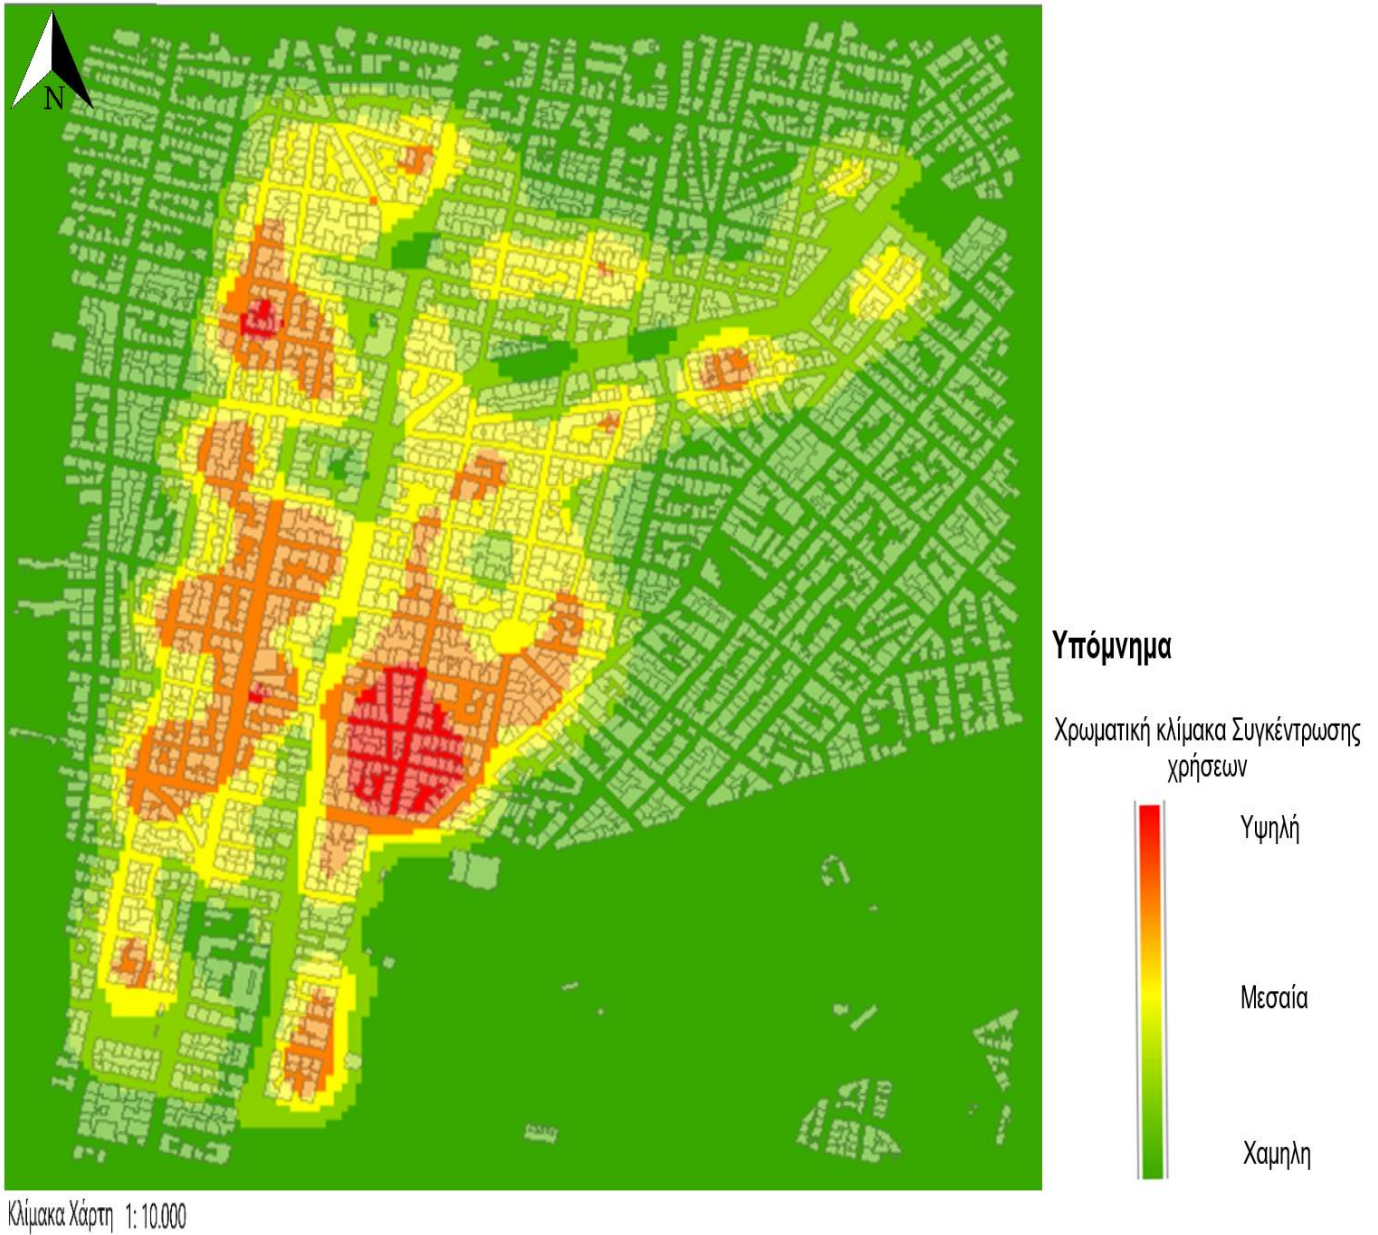 N
Υπόμνημα
Χρωματική κλίμακα Συγκέντρωσης
χρήσεων
Υψηλή
Μεσαία
Χαμηλη
Κλίμακα Χάρτη 1: 10.000